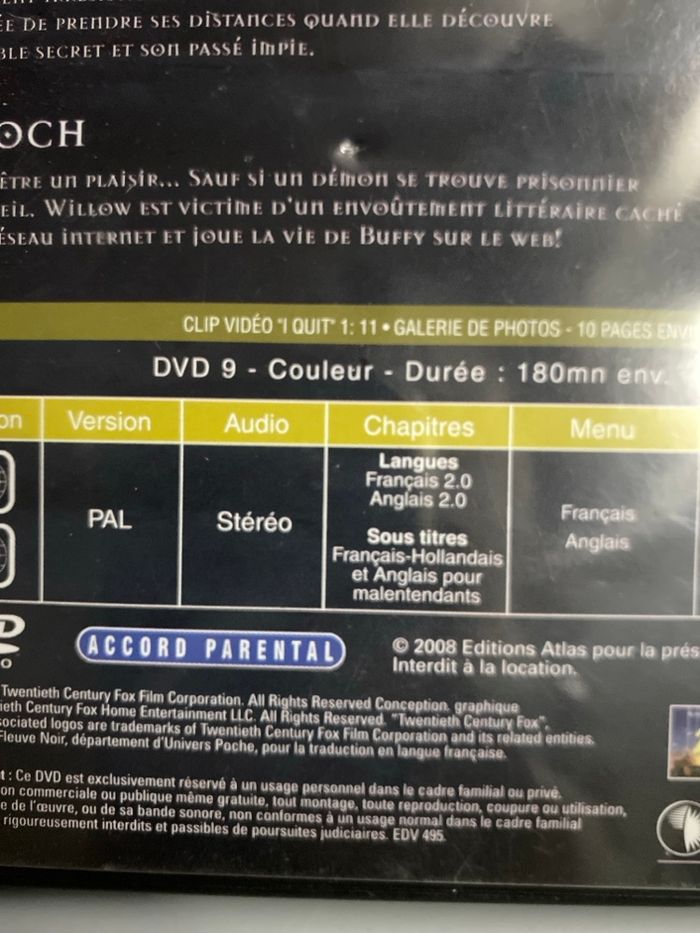 ÉE DE PRENDRE SES DISTANCES QUAND ELLE DÉCOUVRE
BLE SECRET ET SON PASSÉ IMPIE.
OCH
ÊTRE UN PLAISIR... SAUF SI UN DÉMON SE TROUVE PRISONNIER
EIL. WILLOW EST VICTIME D'UN ENVOÛTEMENT LITTÉRAIRE CACHÉ
ÉSEAU INTERNET ET JOUE LA VIE DE BUFFY SUR LE WEB!
CLIP VIDÉO "I QUIT" 1: 11 • GALERIE DE PHOTOS - 10 PAGES ENVI
DVD 9 - Couleur - Durée : 180mn env.
on Version Audio Chapitres Menu
Langues
Français 2.0
Anglais 2.0
PAL Stéréo
Français
Anglais
Sous titres
Français-Hollandais
et Anglais pour
malentendants
ACCORD PARENTAL
© 2008 Editions Atlas pour la prés
Interdit à la location.
Twentieth Century Fox Film Corporation. All Rights Reserved Conception, graphique
ieth Century Fox Home Entertainment LLC. All Rights Reserved. "Twentieth Century Fox",
sociated logos are trademarks of Twentieth Century Fox Film Corporation and its related entities.
Fleuve Noir, département d'Univers Poche, pour la traduction en langue française.
t : Ce DVD est exclusivement réservé à un usage personnel dans le cadre familial ou privé.
on commerciale ou publique même gratuite, tout montage, toute reproduction, coupure ou utilisation,
e de l'œuvre, ou de sa bande sonore, non conformes à un usage normal dans le cadre familial
rigoureusement interdits et passibles de poursuites judiciaires. EDV 495.